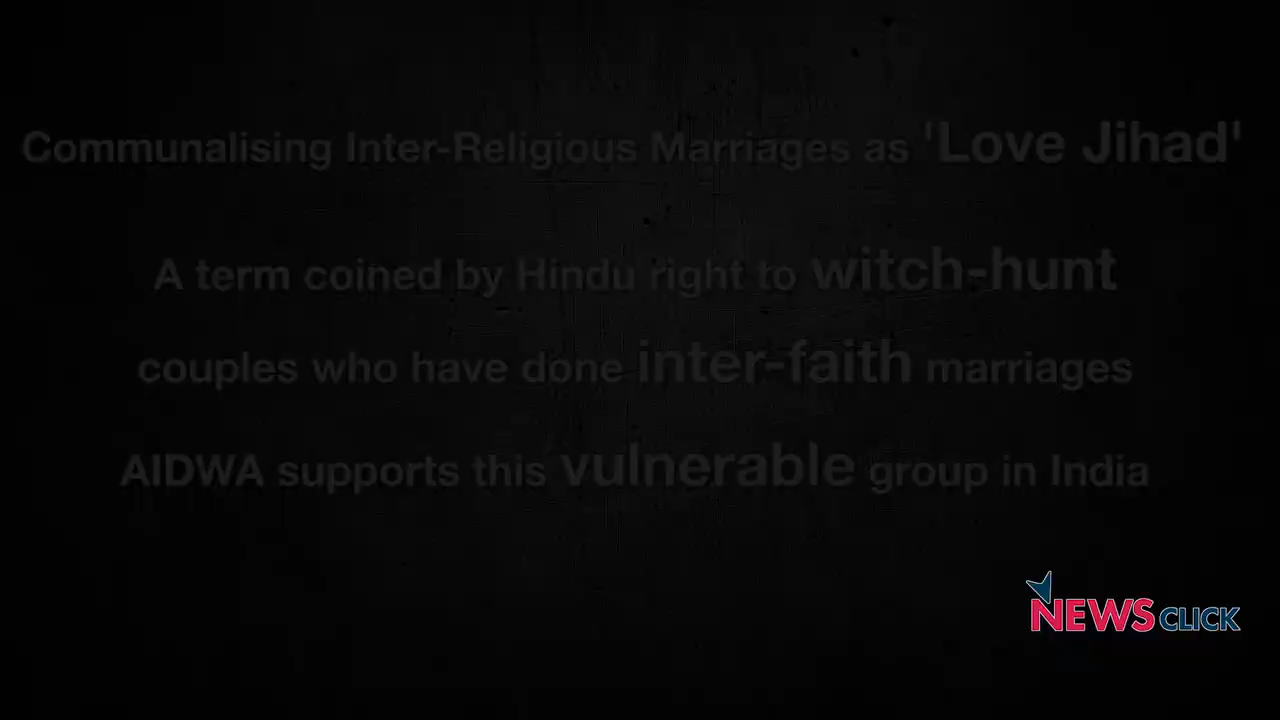 Communalising Inter-Religious Marriages as 'Love Jihad'
A term coined by Hindu right to witch-hunt
couples who have done inter-faith marriages
AIDWA supports this vulnerable group in India
NEWSCLICK